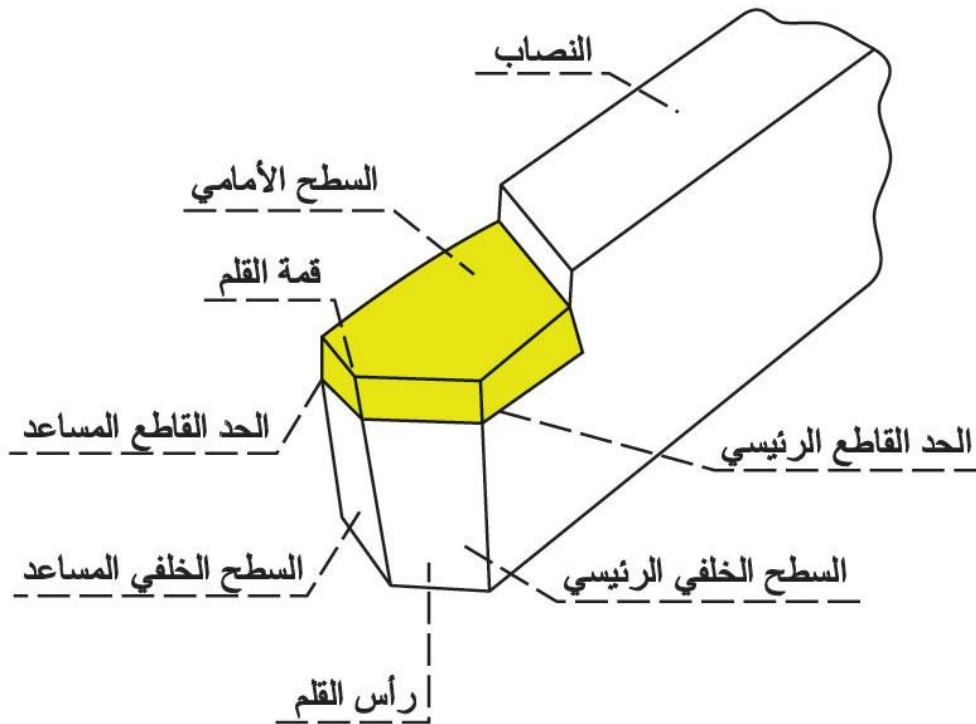 النصاب
السطح الأمامي
قمة القلم
الحد القاطع المساعد
الحد القاطع الرئيسي
السطح الخلفي المساعد
السطح الخلفي الرئيسي
رأس القلم